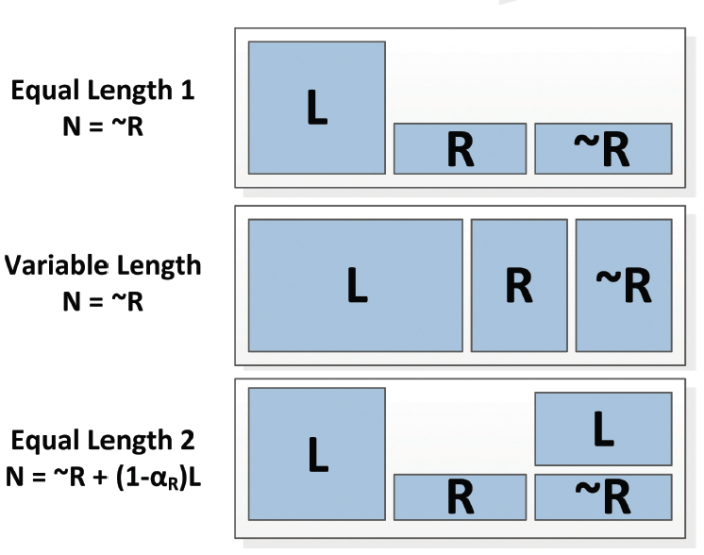 Equal Length 1
N = ~R
L
R
~R
Variable Length
N = ~R
L
R
~R
Equal Length 2
N = ~R + (1-αR)L
L
R
L
~R